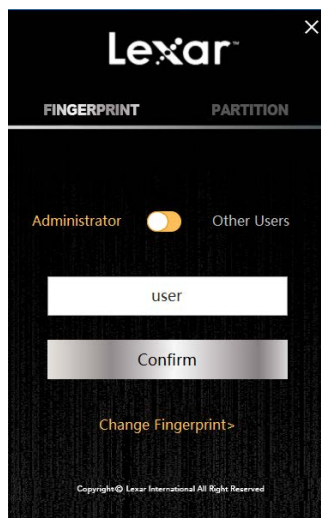 Lexar
FINGERPRINT PARTITION
Administrator Other Users
user
Confirm
Change Fingerprint>
Copyright© Lexar International All Right Reserved